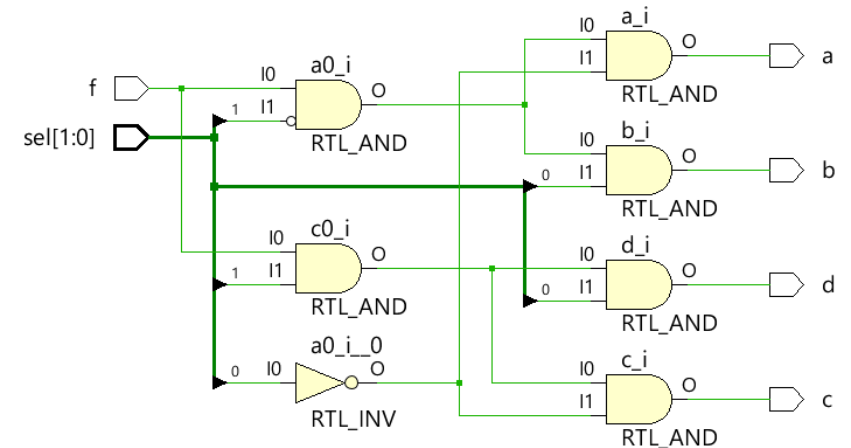 a_i
I0
I1
O
a
RTL_AND
a0_i
f
I0
I1
O
1
RTL_AND
sel[1:0]
b_i
I0
I1
O
0
b
RTL_AND
c0_i
I0
I1
O
1
RTL_AND
d_i
I0
I1
O
0
d
RTL_AND
a0_i__0
0
I0
O
RTL_INV
c_i
I0
I1
O
c
RTL_AND